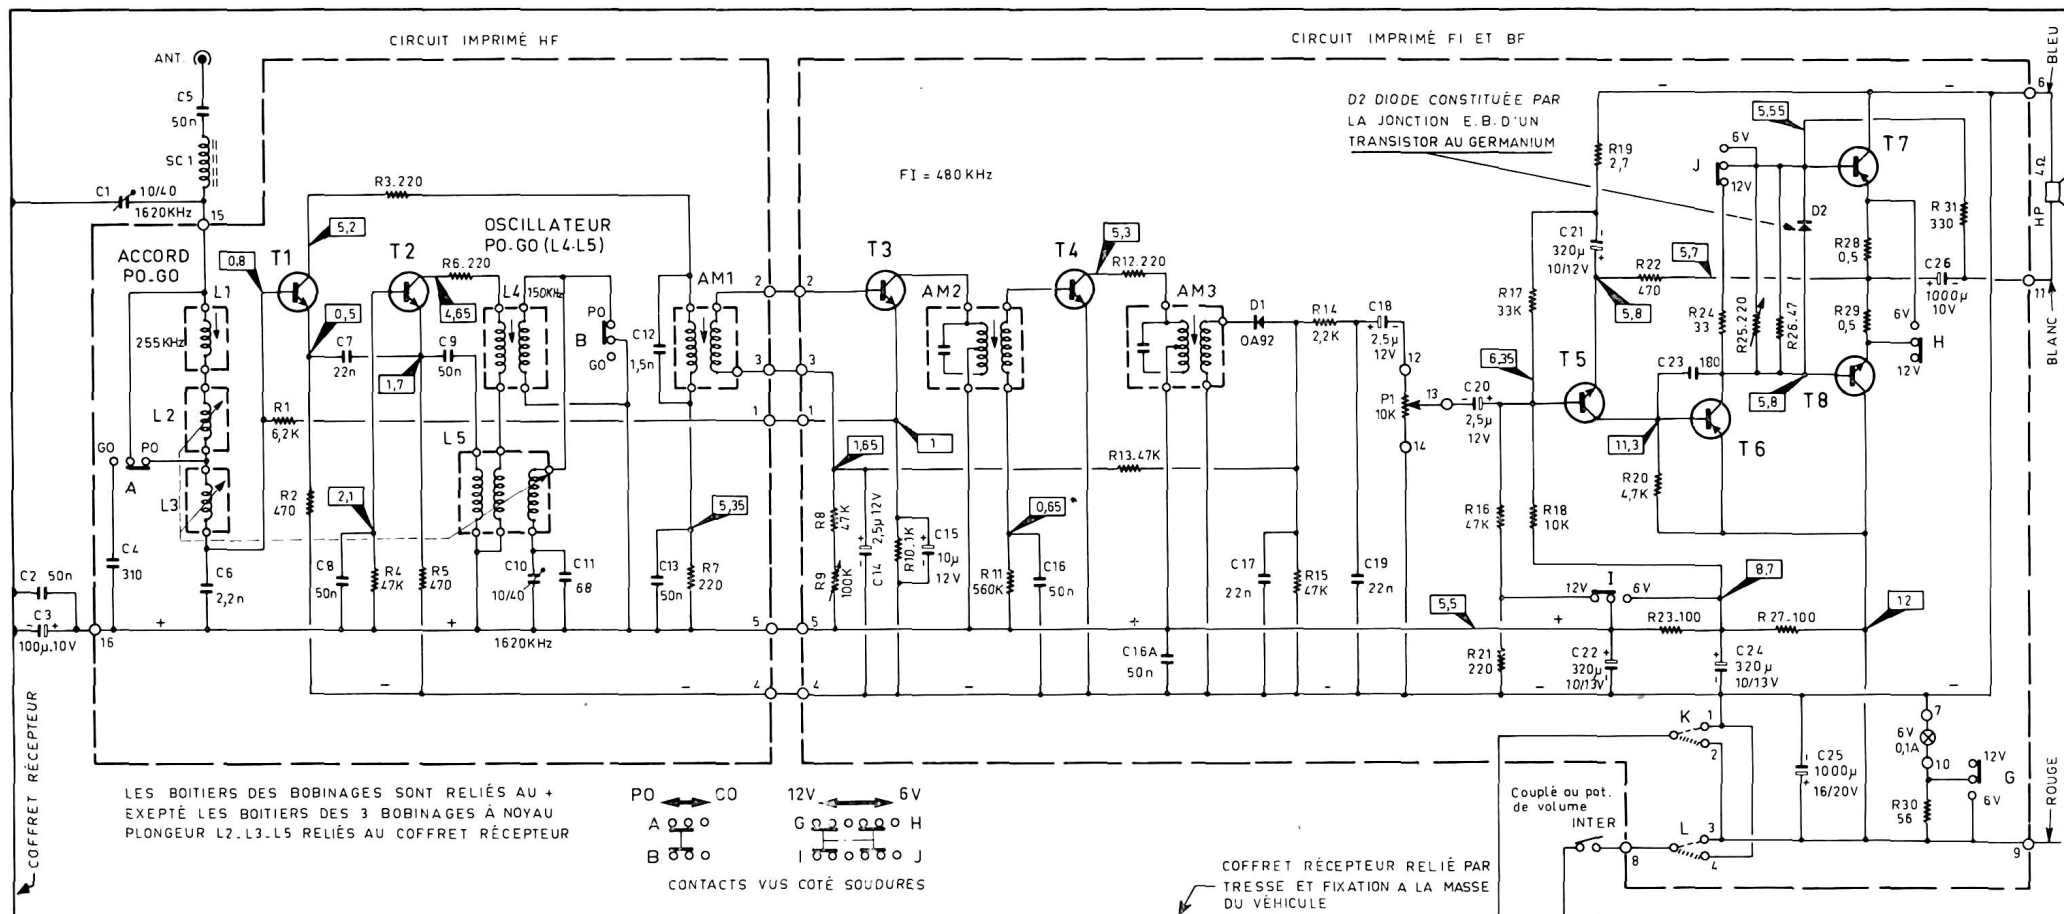 CIRCUIT IMPRIMÉ HF
CIRCUIT IMPRIMÉ FI ET BF
ANT.
C5
50n
SC1
C1
10/40
1620KHz
15
ACCORD
PO-GO
L1
255KHz
L2
GO
PO
A
L3
C4
310
C6
2,2n
C2 50n
C3
100µ.10V
16
+
COFFRET RÉCEPTEUR
R3.220
0,8
T1
5,2
0,5
C7
22n
R1
6,2K
R2
470
2,1
C8
50n
R4
47K
R5
470
T2
R6.220
4,65
1,7
C9
50n
OSCILLATEUR
PO-GO (L4-L5)
L4
150KHz
PO
B
GO
L5
C10
10/40
C11
68
1620KHz
+
C12
1,5n
AM1
5,35
C13
50n
R7
220
2
2
3
3
1
1
5
5
4
4
-
-
FI = 480KHz
T3
1
1,65
R8
47K
R9
100K
C14
2,5µ 12V
R10.1K
C15
10µ
12V
AM2
T4
5,3
R12.220
0,65*
R11
560K
C16
50n
R13.47K
AM3
D1
OA92
R14
2,2K
C18
2,5µ
12V
C16A
50n
C17
22n
R15
47K
C19
22n
12
P1
10K
13
14
C20
2,5µ
12V
D2 DIODE CONSTITUÉE PAR
LA JONCTION E.B.D'UN
TRANSISTOR AU GERMANIUM
R19
2,7
C21
320µ
10/12V
R17
33K
6,35
T5
5,8
R22
470
5,7
11,3
R16
47K
R18
10K
R20
4,7K
T6
C23
180
5,5
R21
220
12V
I
6V
C22
320µ
10/13V
R23-100
8,7
R27-100
C24
320µ
10/13V
12
6V
J
12V
R24
33
R25.220
R26.47
5,55
D2
5,8
T7
T8
R28
0,5
R29
0,5
6V
H
12V
R31
330
C26
1000µ
10V
6
11
BLEU
4Ω
HP
BLANC
K
1
2
L
3
4
C25
1000µ
16/20V
7
6V
0,1A
10
R30
56
12V
G
6V
ROUGE
9
Couplé au pot.
de volume
INTER
8
LES BOITIERS DES BOBINAGES SONT RELIÉS AU +
EXEPTÉ LES BOITIERS DES 3 BOBINAGES À NOYAU
PLONGEUR L2.L3.L5 RELIÉS AU COFFRET RÉCEPTEUR
PO GO
A
B
12V 6V
G H
I J
CONTACTS VUS COTÉ SOUDURES
COFFRET RÉCEPTEUR RELIÉ PAR
TRESSE ET FIXATION A LA MASSE
DU VÉHICULE